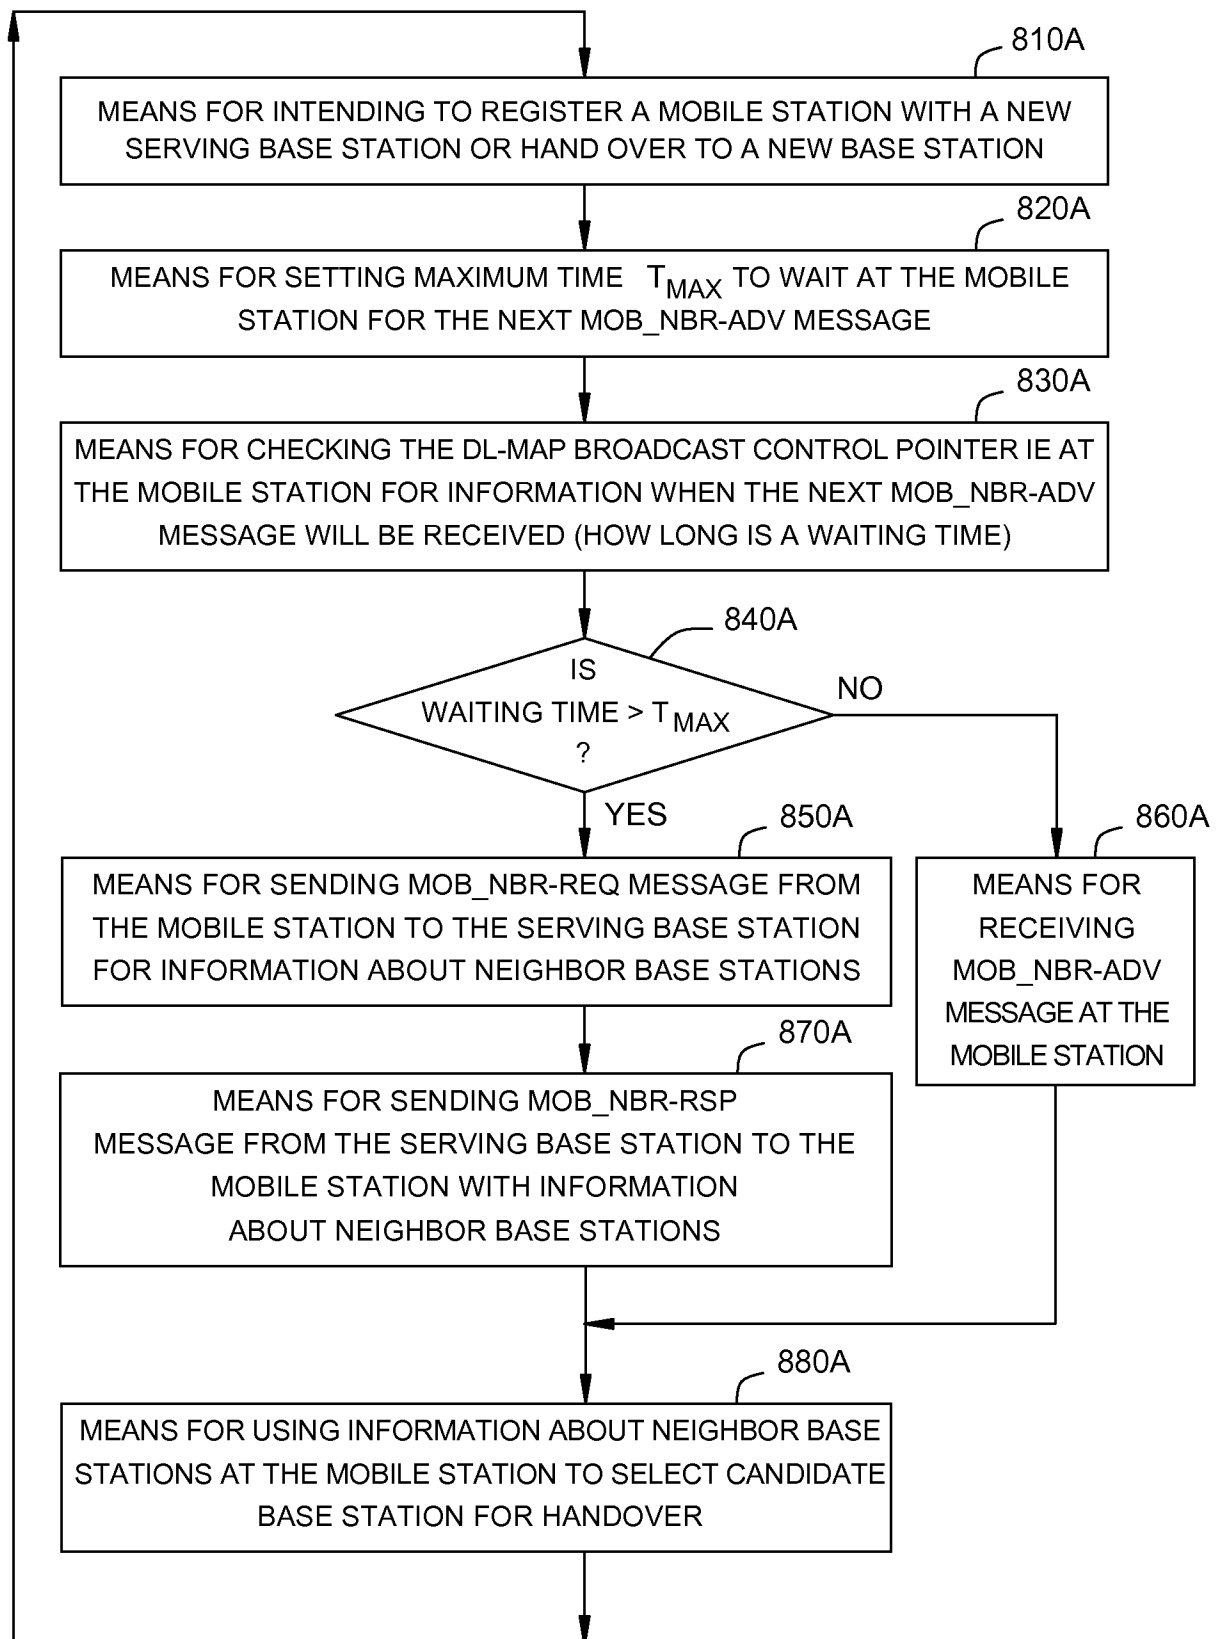 810A
MEANS FOR INTENDING TO REGISTER A MOBILE STATION WITH A NEW
SERVING BASE STATION OR HAND OVER TO A NEW BASE STATION
820A
MEANS FOR SETTING MAXIMUM TIME TMAX TO WAIT AT THE MOBILE
STATION FOR THE NEXT MOB_NBR-ADV MESSAGE
830A
MEANS FOR CHECKING THE DL-MAP BROADCAST CONTROL POINTER IE AT
THE MOBILE STATION FOR INFORMATION WHEN THE NEXT MOB_NBR-ADV
MESSAGE WILL BE RECEIVED (HOW LONG IS A WAITING TIME)
840A
IS
WAITING TIME > TMAX
?
NO
YES
850A
MEANS FOR SENDING MOB_NBR-REQ MESSAGE FROM
THE MOBILE STATION TO THE SERVING BASE STATION
FOR INFORMATION ABOUT NEIGHBOR BASE STATIONS
860A
MEANS FOR
RECEIVING
MOB_NBR-ADV
MESSAGE AT THE
MOBILE STATION
870A
MEANS FOR SENDING MOB_NBR-RSP
MESSAGE FROM THE SERVING BASE STATION TO THE
MOBILE STATION WITH INFORMATION
ABOUT NEIGHBOR BASE STATIONS
880A
MEANS FOR USING INFORMATION ABOUT NEIGHBOR BASE
STATIONS AT THE MOBILE STATION TO SELECT CANDIDATE
BASE STATION FOR HANDOVER